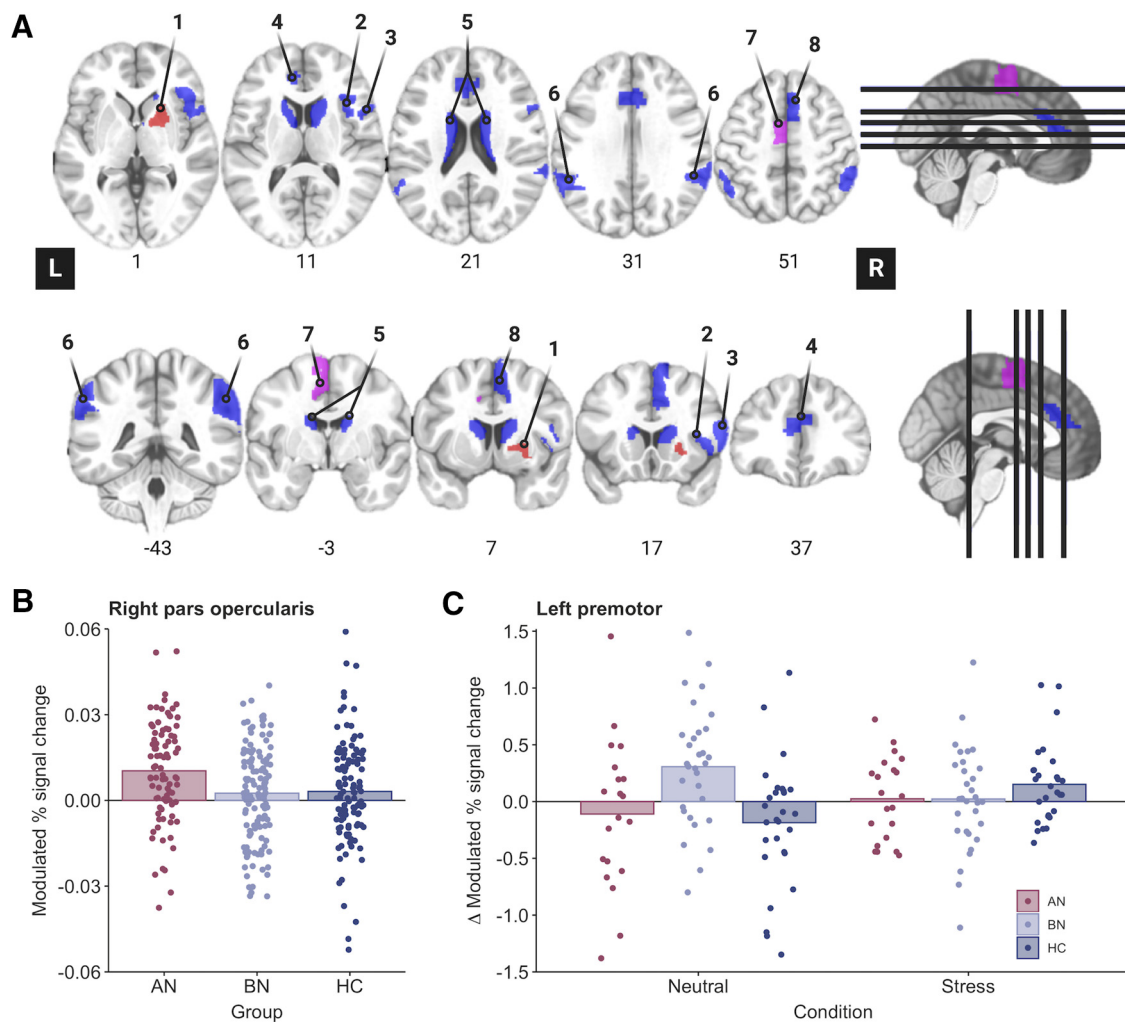 A
1 4 2 3 5 7 8
6 6
L R
1 11 21 31 51
6 7 5 8 1 2 3 4
6
-43 -3 7 17 37
B Right pars opercularis
Modulated % signal change
0.06
0.03
0.00
-0.03
-0.06
AN BN HC
Group
C Left premotor
Δ Modulated % signal change
1.5
1.0
0.5
0.0
-0.5
-1.0
-1.5
AN
BN
HC
Neutral Stress
Condition